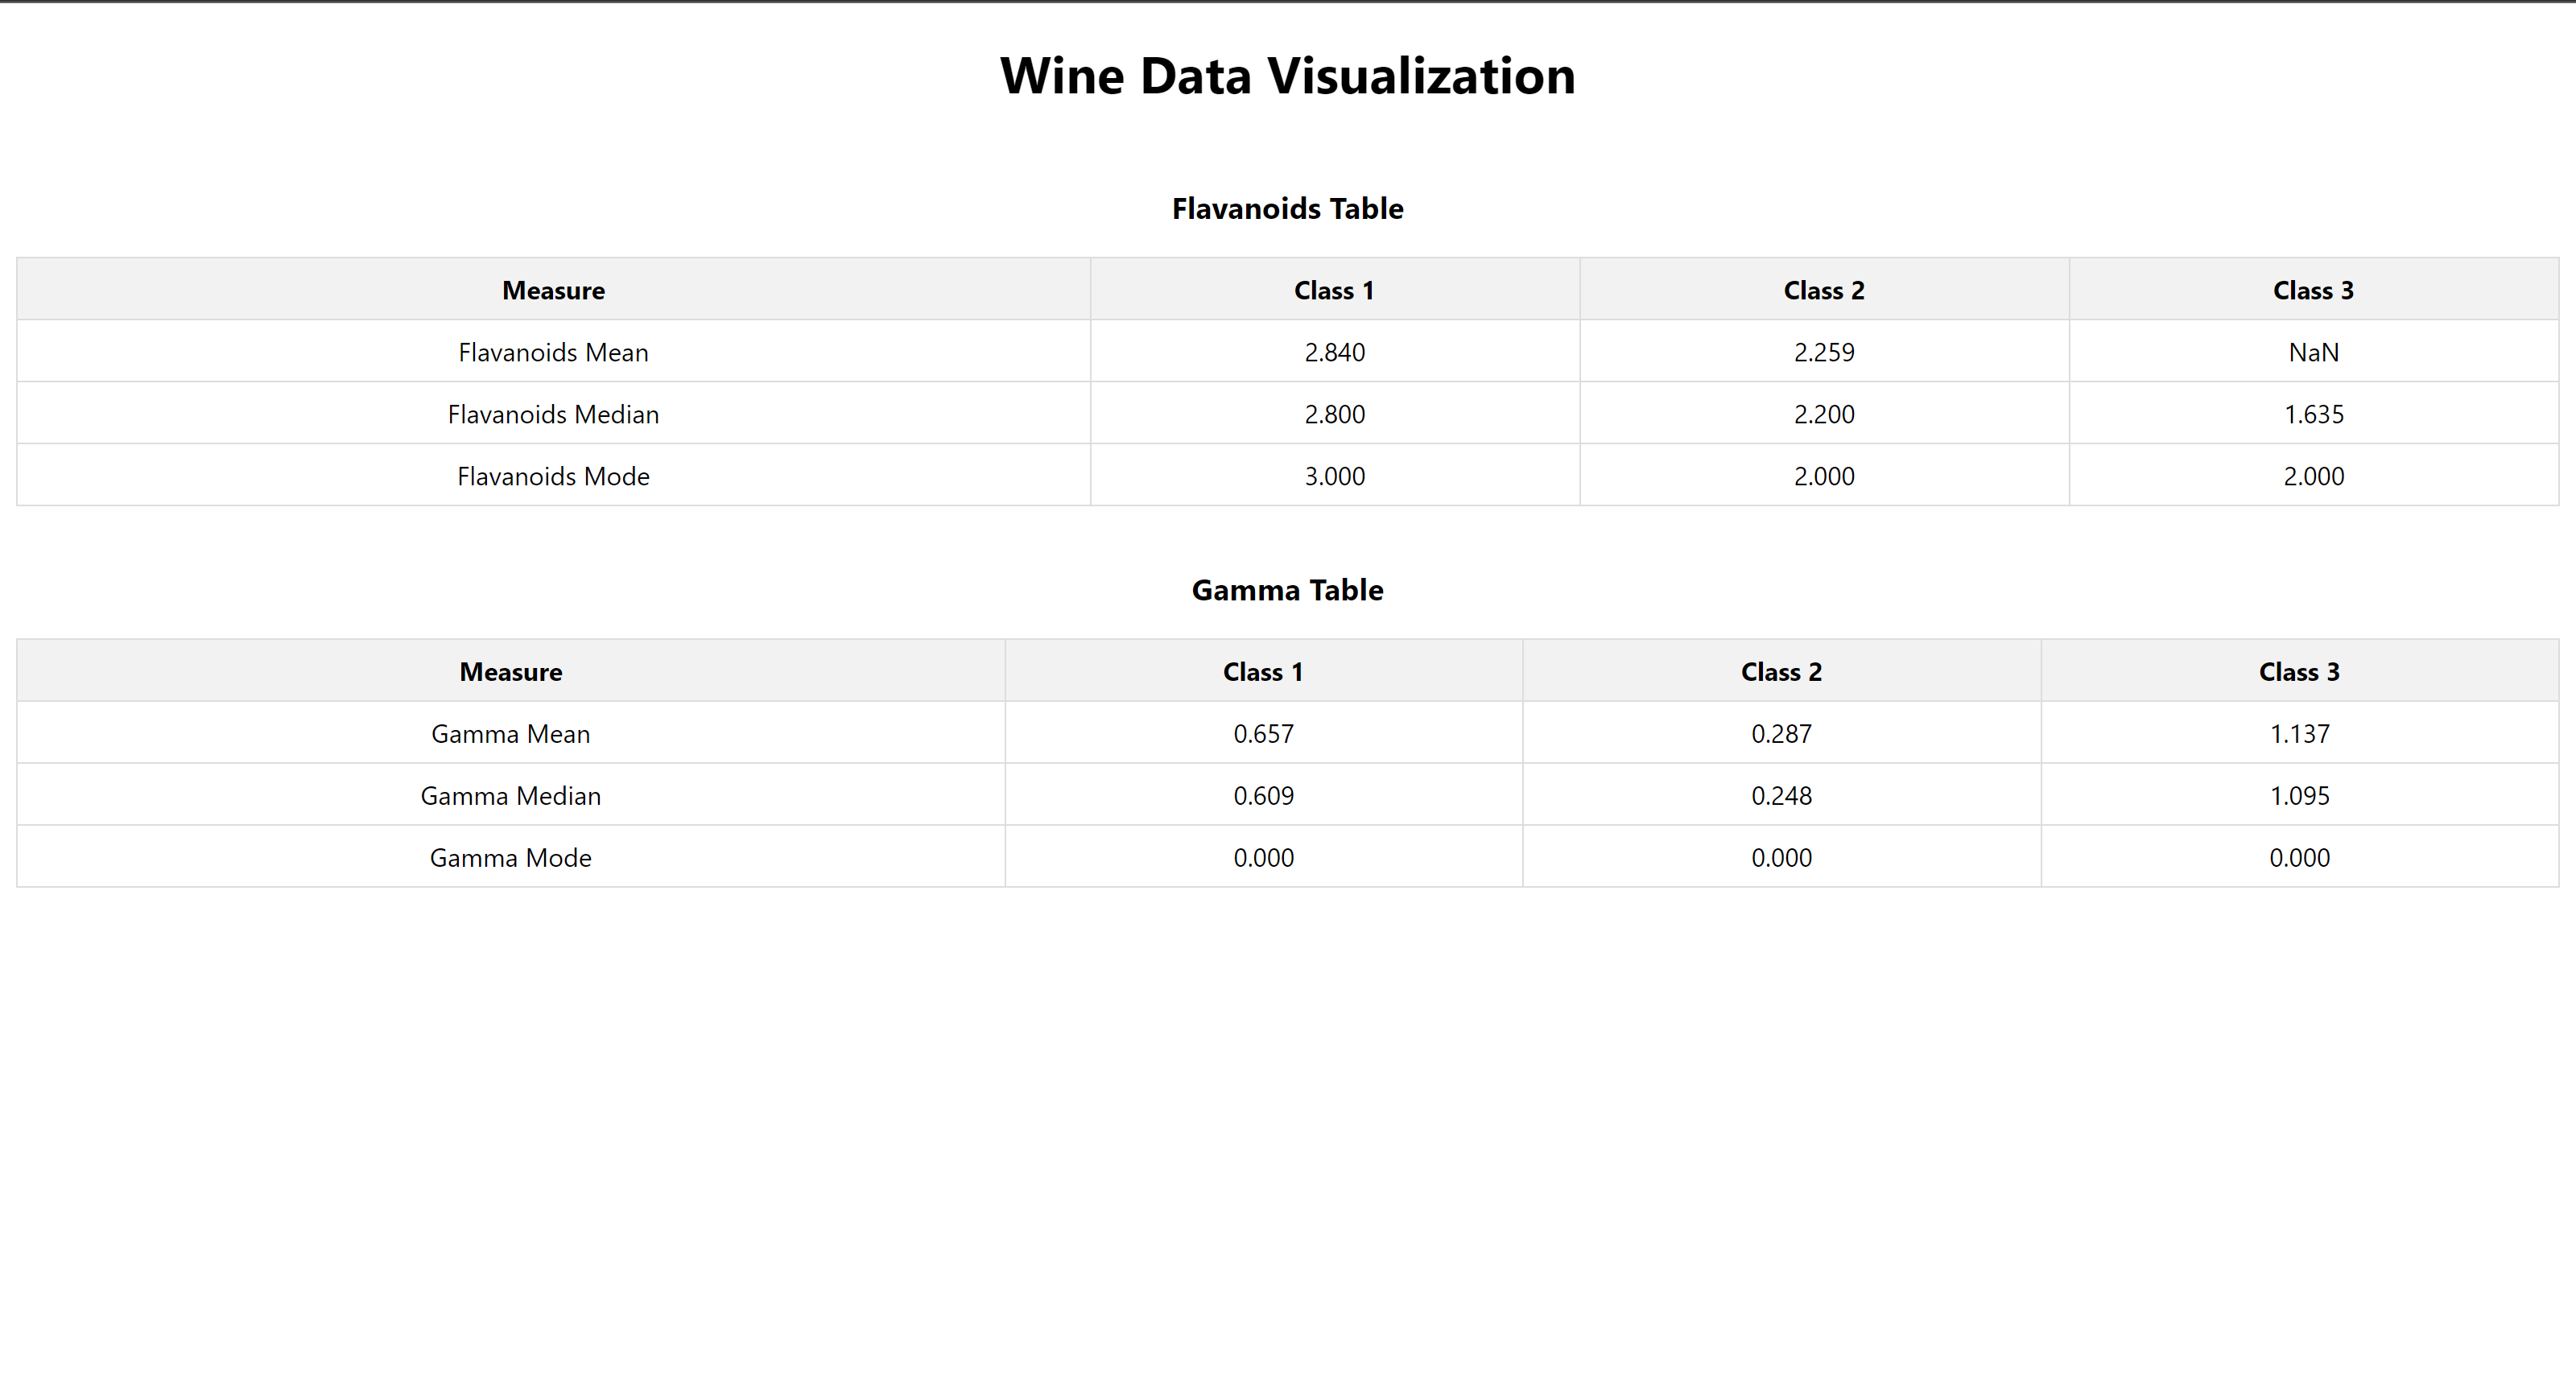 Wine Data Visualization
Flavanoids Table
Measure Class 1 Class 2 Class 3
Flavanoids Mean 2.840 2.259 NaN
Flavanoids Median 2.800 2.200 1.635
Flavanoids Mode 3.000 2.000 2.000
Gamma Table
Measure Class 1 Class 2 Class 3
Gamma Mean 0.657 0.287 1.137
Gamma Median 0.609 0.248 1.095
Gamma Mode 0.000 0.000 0.000